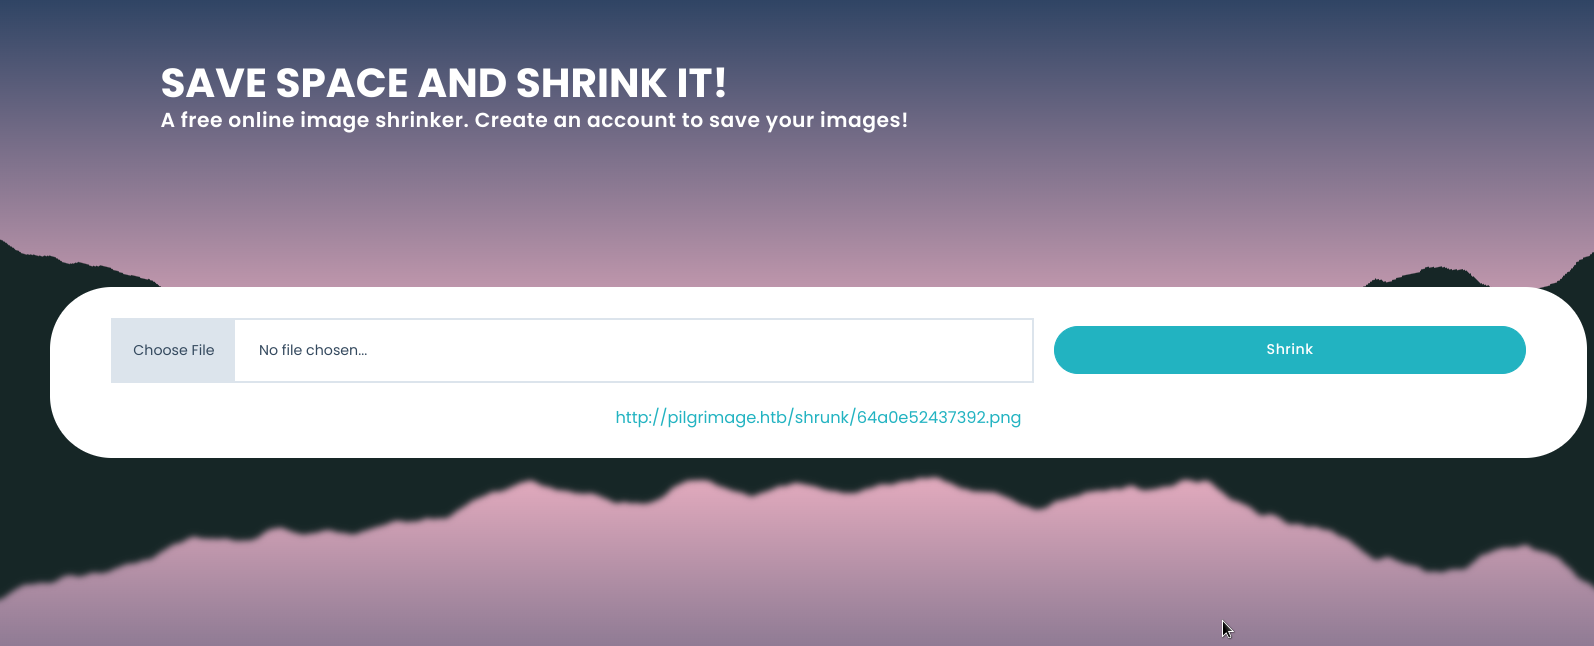 SAVE SPACE AND SHRINK IT!
A free online image shrinker. Create an account to save your images!
Choose File
No file chosen...
Shrink
http://pilgrimage.htb/shrunk/64a0e52437392.png